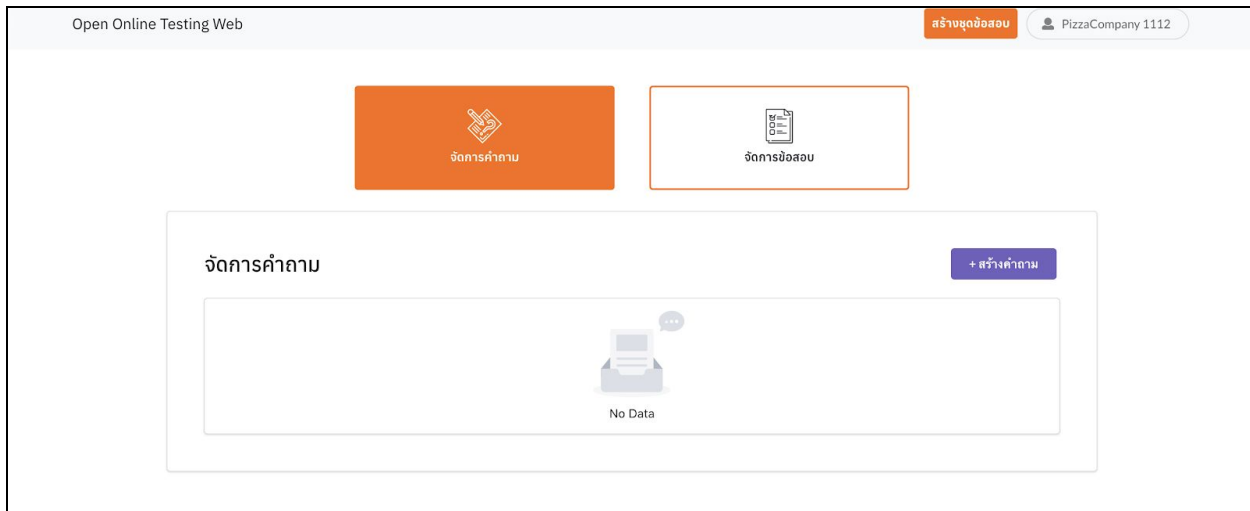 Open Online Testing Web
สร้างชุดข้อสอบ
PizzaCompany 1112
จัดการคำถาม
จัดการข้อสอบ
จัดการคำถาม
+ สร้างคำถาม
No Data